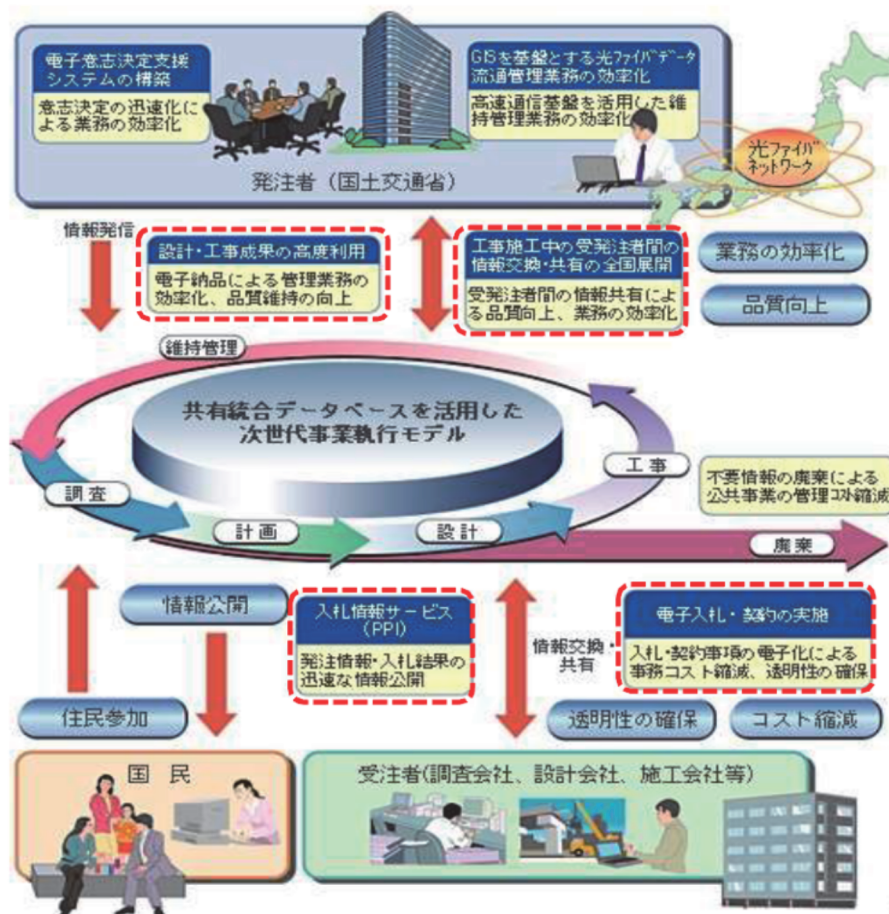 電子意志決定支援
システムの構築
意志決定の迅速化に
よる業務の効率化
GISを基盤とする光ファイバデータ
流通管理業務の効率化
高速通信基盤を活用した維
持管理業務の効率化
光ファイバ
ネットワーク
発注者（国土交通省）
情報発信
設計・工事成果の高度利用
電子納品による管理業務の
効率化、品質維持の向上
工事施工中の受発注者間の
情報交換・共有の全国展開
受発注者間の情報共有によ
る品質向上、業務の効率化
業務の効率化
品質向上
維持管理
共有統合データベースを活用した
次世代事業執行モデル
工事
調査
計画
設計
不要情報の廃棄による
公共事業の管理コスト縮減
廃棄
情報公開
入札情報サービス
（PPI）
発注情報・入札結果の
迅速な情報公開
情報交換・
共有
電子入札・契約の実施
入札・契約事項の電子化による
事務コスト縮減、透明性の確保
住民参加
透明性の確保
コスト縮減
国民
受注者(調査会社、設計会社、施工会社等)